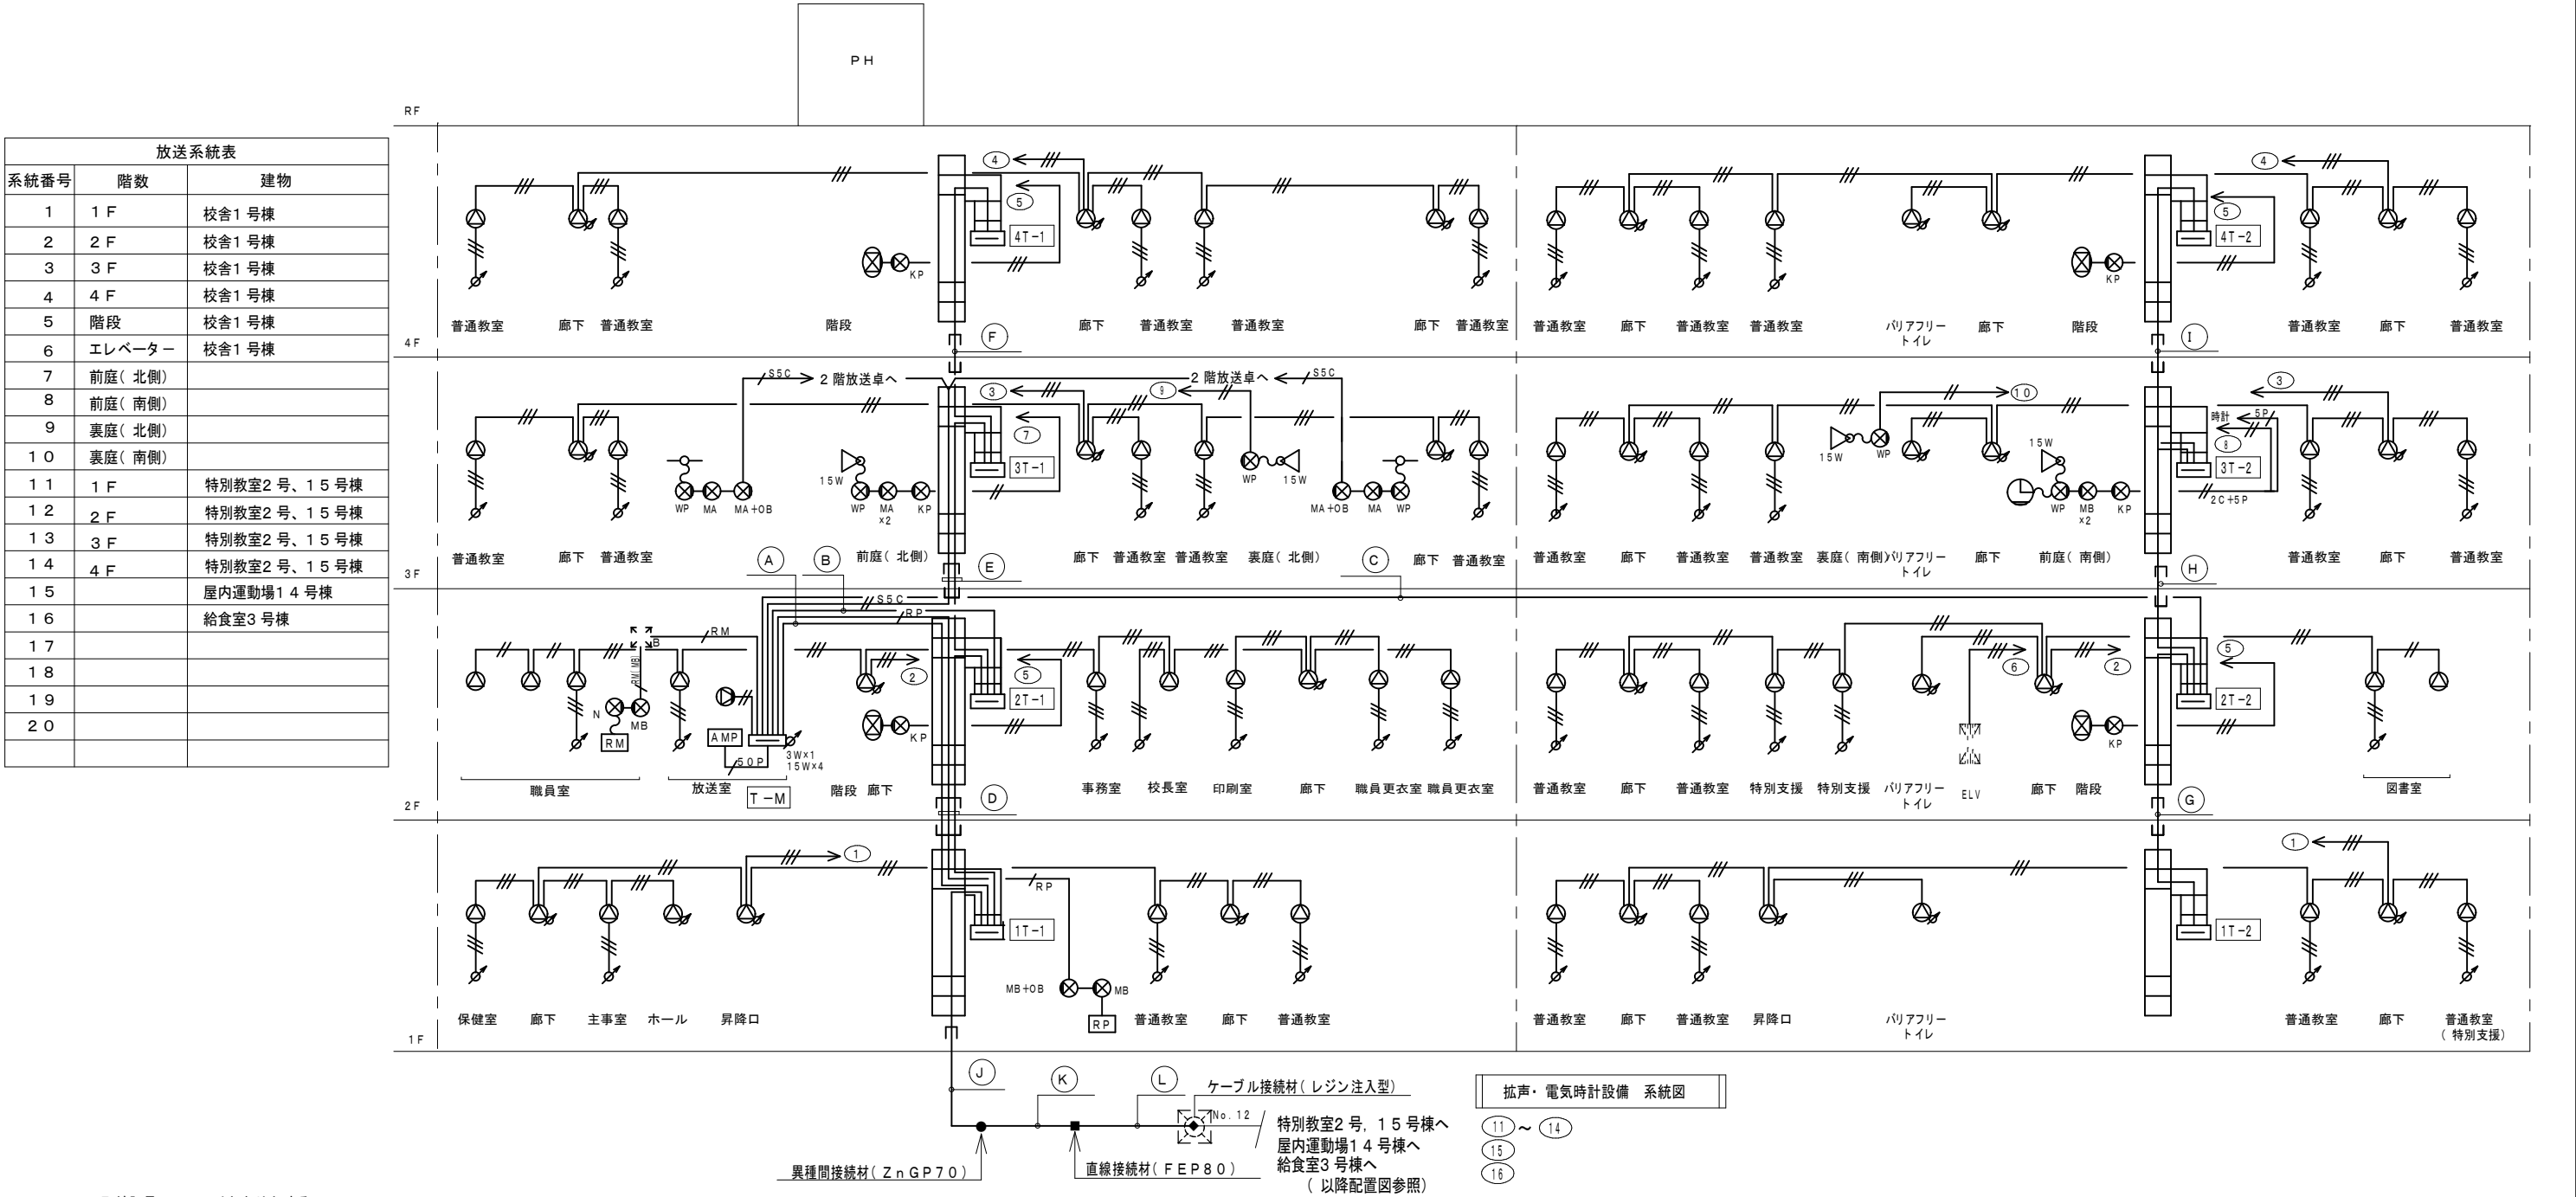 PH
RF
放送系統表
系統番号 階数 建物
1 1F 校舎1号棟
2 2F 校舎1号棟
3 3F 校舎1号棟
4 4F 校舎1号棟
5 階段 校舎1号棟
6 エレベーター 校舎1号棟
7 前庭(北側)
8 前庭(南側)
9 裏庭(北側)
10 裏庭(南側)
11 1F 特別教室2号、15号棟
12 2F 特別教室2号、15号棟
13 3F 特別教室2号、15号棟
14 4F 特別教室2号、15号棟
15 屋内運動場14号棟
16 給食室3号棟
17
18
19
20
4 4
5 5
4T-1 4T-2
KP KP
普通教室 廊下 普通教室 階段 廊下 普通教室 普通教室 廊下 普通教室 普通教室 廊下 普通教室 普通教室 バリアフリートイレ 廊下 階段 普通教室 廊下 普通教室
4F F I
S5C 2階放送卓へ 2階放送卓へ S5C
3 9 10 3
時計 5P
7 8
15W 3T-1 15W 15W WP 15W 3T-2
WP MA MA+OB WP MA×2 KP WP 15W MA+OB MA WP WP MB×2 KP 2C+5P
普通教室 廊下 普通教室 前庭(北側) 廊下 普通教室 普通教室 裏庭(北側) 廊下 普通教室 普通教室 廊下 普通教室 普通教室 裏庭(南側) バリアフリートイレ 廊下 前庭(南側) 普通教室 廊下 普通教室
A B C
3F E H
S5C
RP
B RM
RM(MB)
2 5 6 2 5
2T-1 2T-2
N MB
RM AMP KP KP
50P 3W×1
15W×4
職員室 放送室 T-M 階段 廊下 事務室 校長室 印刷室 廊下 職員更衣室 職員更衣室 普通教室 廊下 普通教室 特別支援 特別支援 バリアフリートイレ ELV 廊下 階段 図書室
2F D G
1 1
RP
1T-1 1T-2
MB+OB MB
RP
保健室 廊下 主事室 ホール 昇降口 普通教室 廊下 普通教室 普通教室 廊下 普通教室 昇降口 バリアフリートイレ 普通教室 廊下 普通教室
(特別支援)
1F
J K L
ケーブル接続材(レジン注入型)
No.12
拡声・電気時計設備 系統図
特別教室2号,15号棟へ 11 ～ 14
屋内運動場14号棟へ 15
給食室3号棟へ 16
(以降配置図参照)
異種間接続材(ZnGP70)
直線接続材(FEP80)